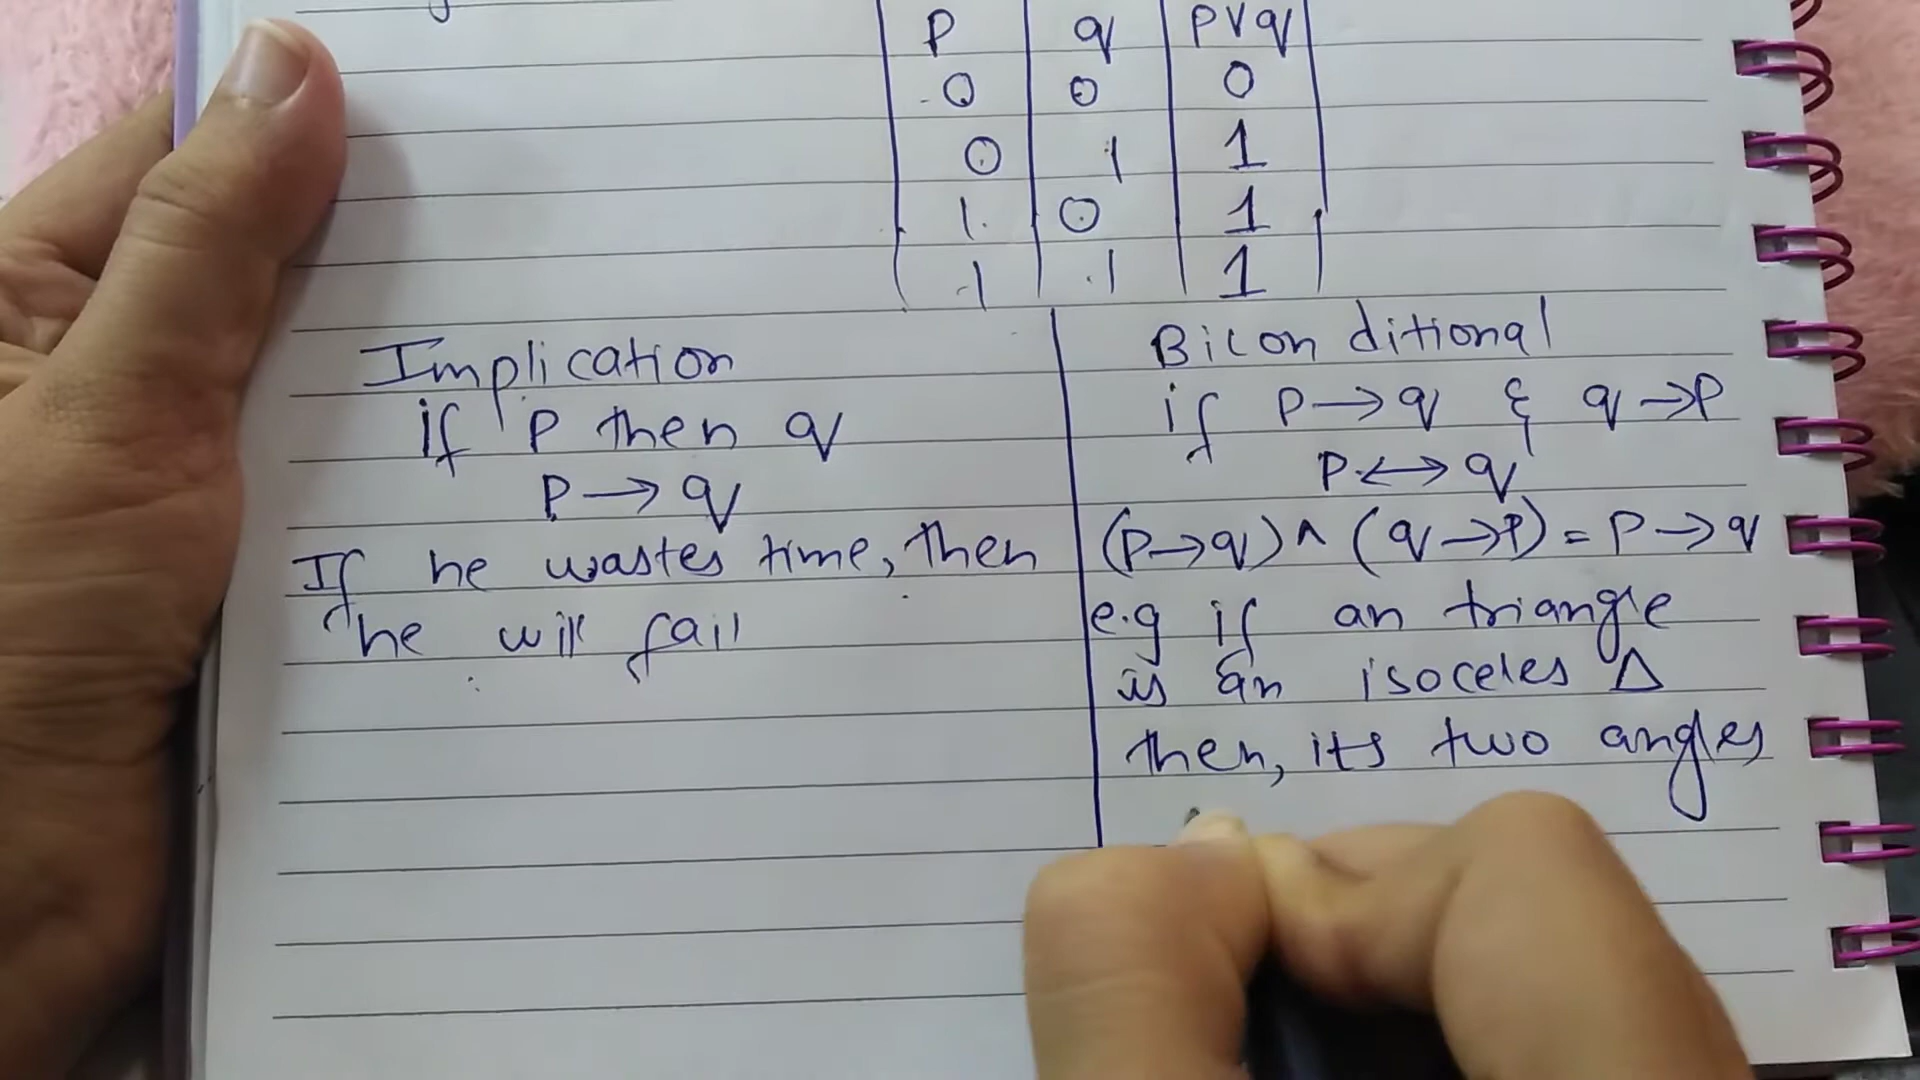 p q p∨q
0 0 0
0 1 1
1 0 1
1 1 1
Implication
if p then q
p → q
If he wastes time, then
he will fail
Biconditional
if p → q & q → p
p ↔ q
(p → q) ∧ (q → p) = p → q
e.g if an triangle
is an isoceles Δ
then, its two angles